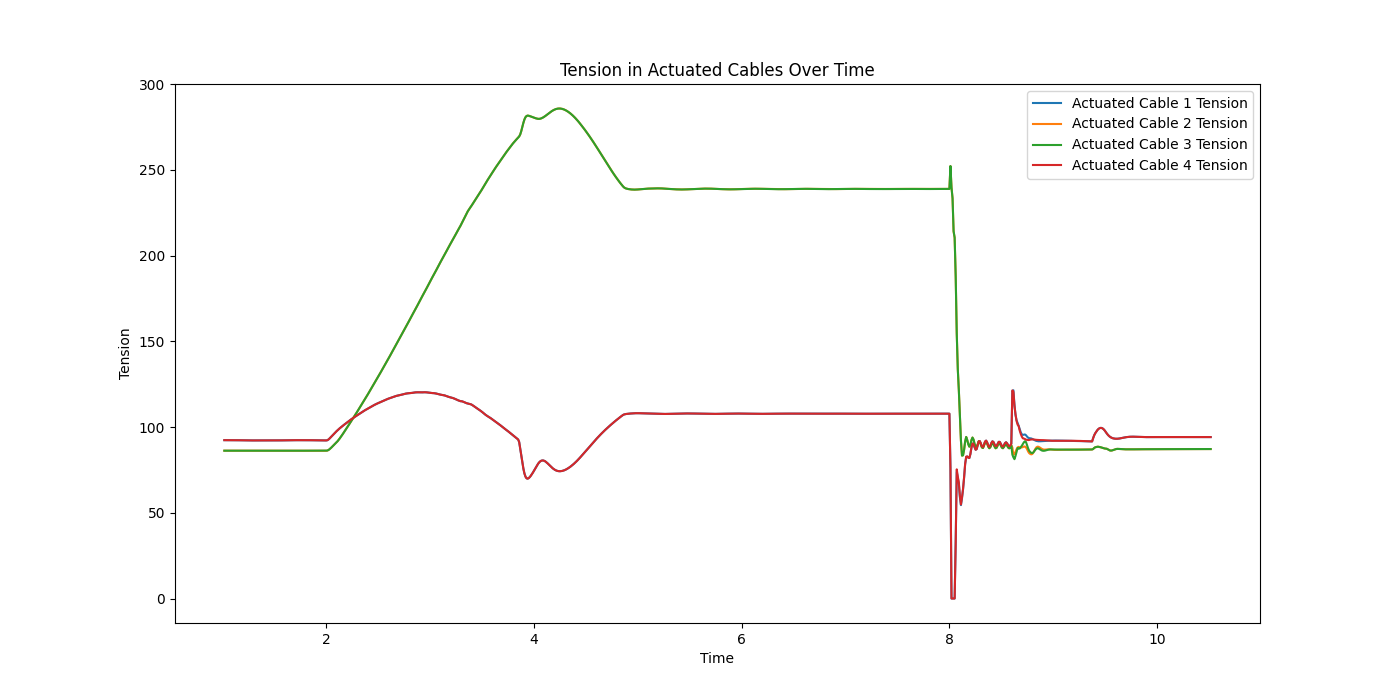 Tension in Actuated Cables Over Time
300
250
200
150
100
50
0
Tension
Actuated Cable 1 Tension
Actuated Cable 2 Tension
Actuated Cable 3 Tension
Actuated Cable 4 Tension
2
4
6
8
10
Time